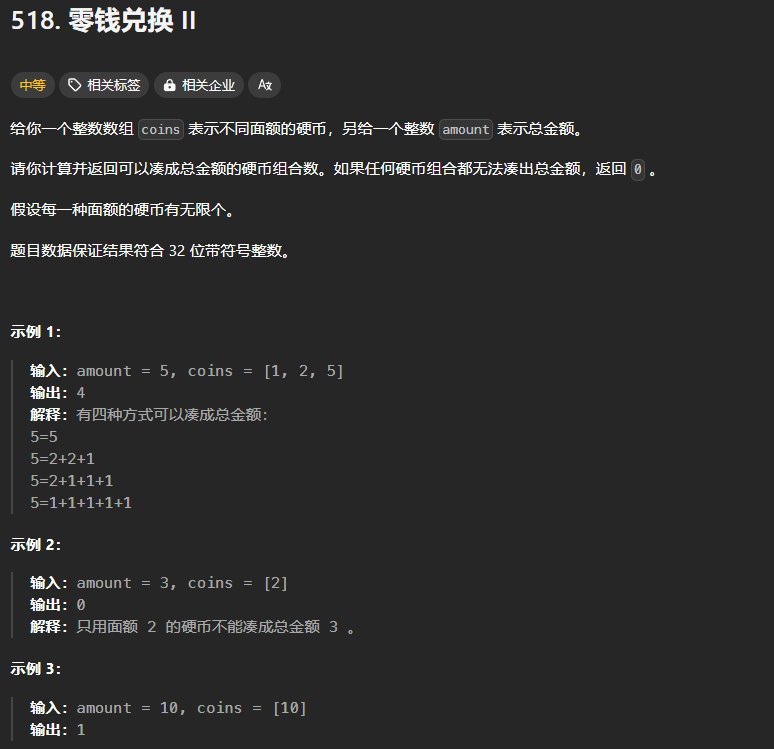 518. 零钱兑换 II
中等 相关标签 相关企业 Aあ
给你一个整数数组 coins 表示不同面额的硬币，另给一个整数 amount 表示总金额。
请你计算并返回可以凑成总金额的硬币组合数。如果任何硬币组合都无法凑出总金额，返回 0 。
假设每一种面额的硬币有无限个。
题目数据保证结果符合 32 位带符号整数。
示例 1：
输入：amount = 5, coins = [1, 2, 5]
输出：4
解释：有四种方式可以凑成总金额：
5=5
5=2+2+1
5=2+1+1+1
5=1+1+1+1+1
示例 2：
输入：amount = 3, coins = [2]
输出：0
解释：只用面额 2 的硬币不能凑成总金额 3 。
示例 3：
输入：amount = 10, coins = [10]
输出：1